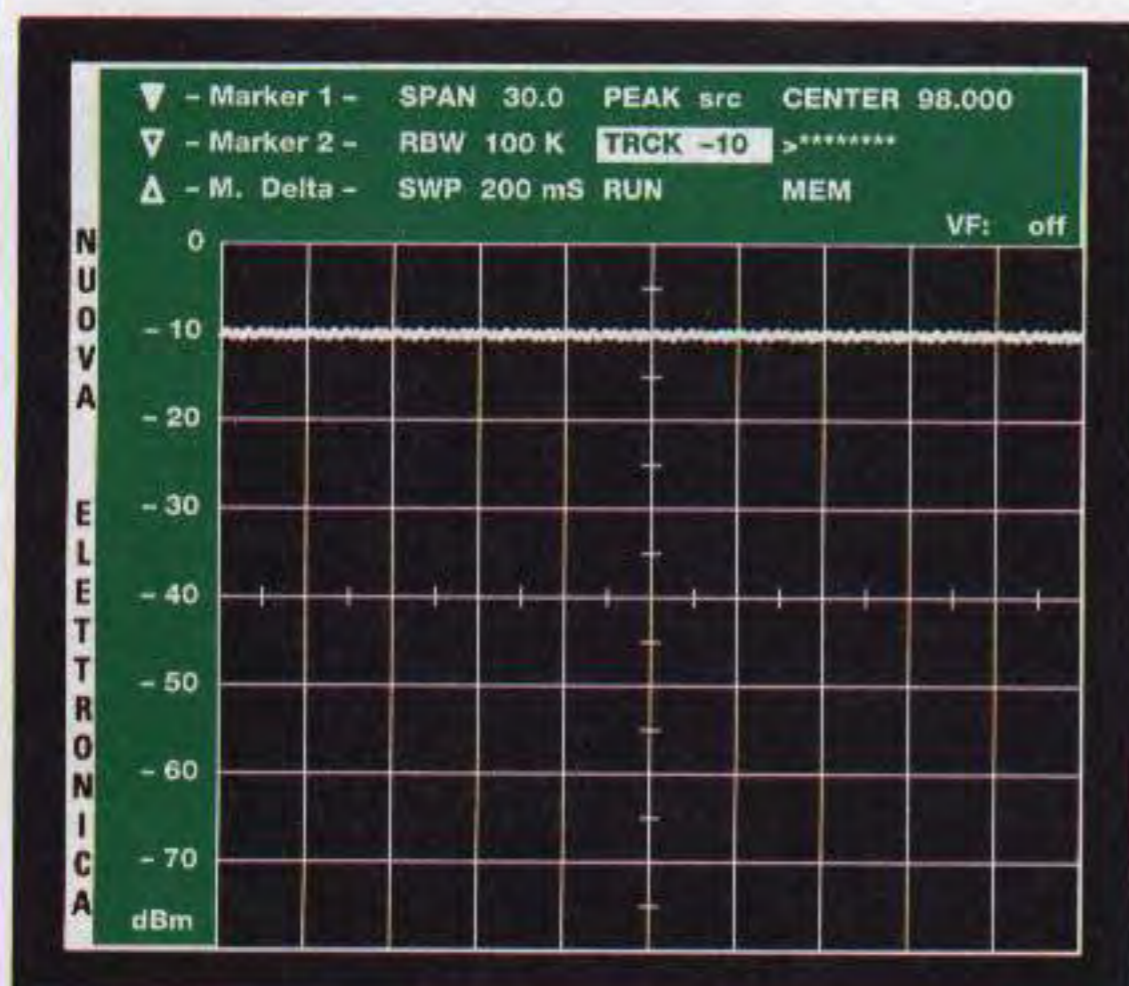 ▼ - Marker 1 - SPAN 30.0 PEAK src CENTER 98.000
∇ - Marker 2 - RBW 100 K TRCK -10 >********
Δ - M. Delta - SWP 200 mS RUN MEM
VF: off
NUOVA ELETTRONICA
0
- 10
- 20
- 30
- 40
- 50
- 60
- 70
dBm